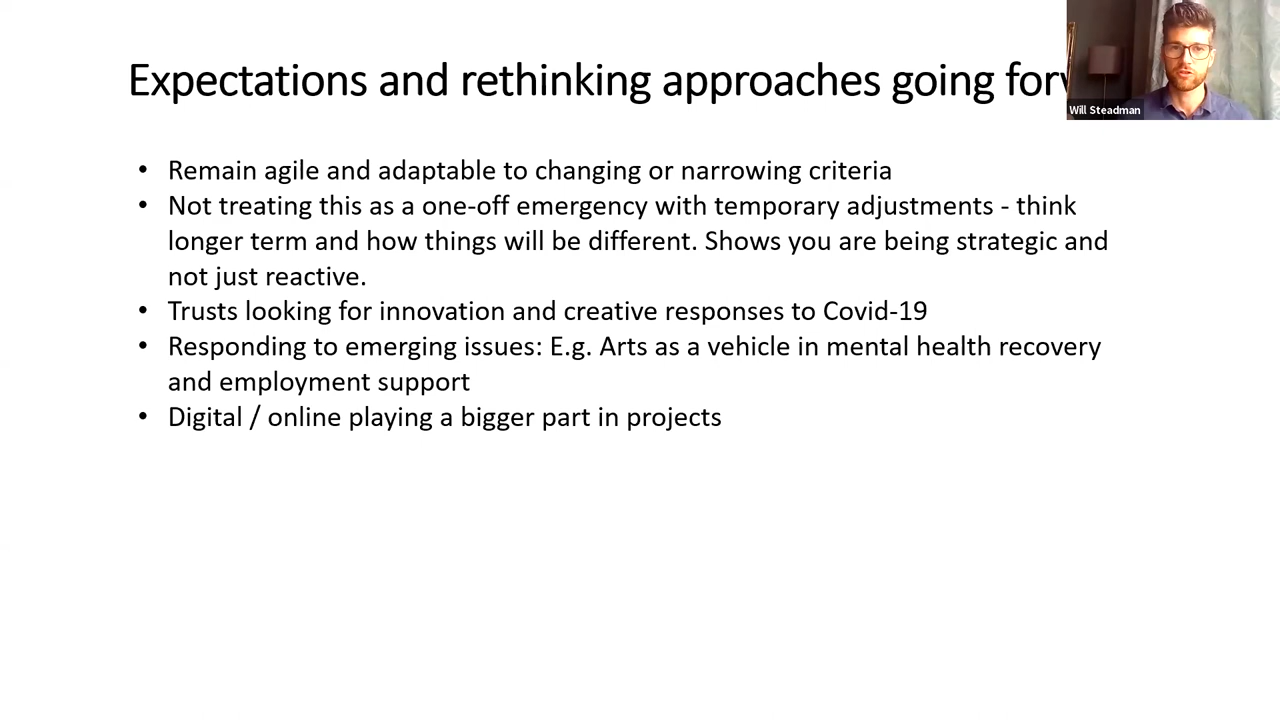 Expectations and rethinking approaches going
Will Steadman
• Remain agile and adaptable to changing or narrowing criteria
• Not treating this as a one-off emergency with temporary adjustments - think
longer term and how things will be different. Shows you are being strategic and
not just reactive.
• Trusts looking for innovation and creative responses to Covid-19
• Responding to emerging issues: E.g. Arts as a vehicle in mental health recovery
and employment support
• Digital / online playing a bigger part in projects